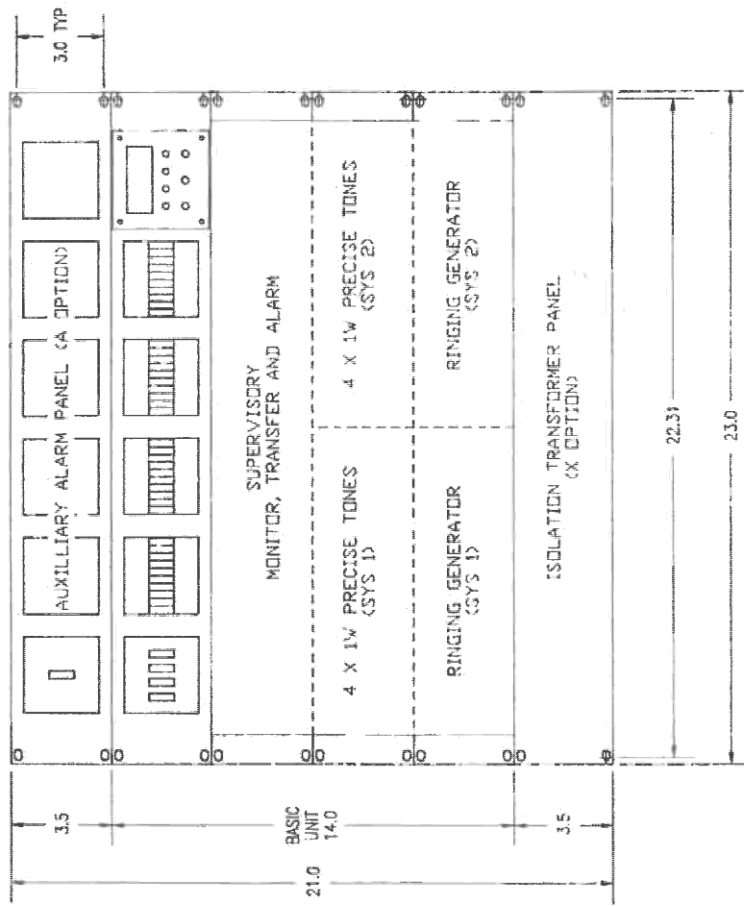 3.0 TYP
AUXILLIARY ALARM PANEL (A OPTION)
SUPERVISORY
MONITOR, TRANSFER AND ALARM
4 X 1W PRECISE TONES
(SYS 1)
4 X 1W PRECISE TONES
(SYS 2)
RINGING GENERATOR
(SYS 1)
RINGING GENERATOR
(SYS 2)
ISOLATION TRANSFORMER PANEL
(X OPTION)
3.5
BASIC
UNIT
14.0
3.5
21.0
22.31
23.0